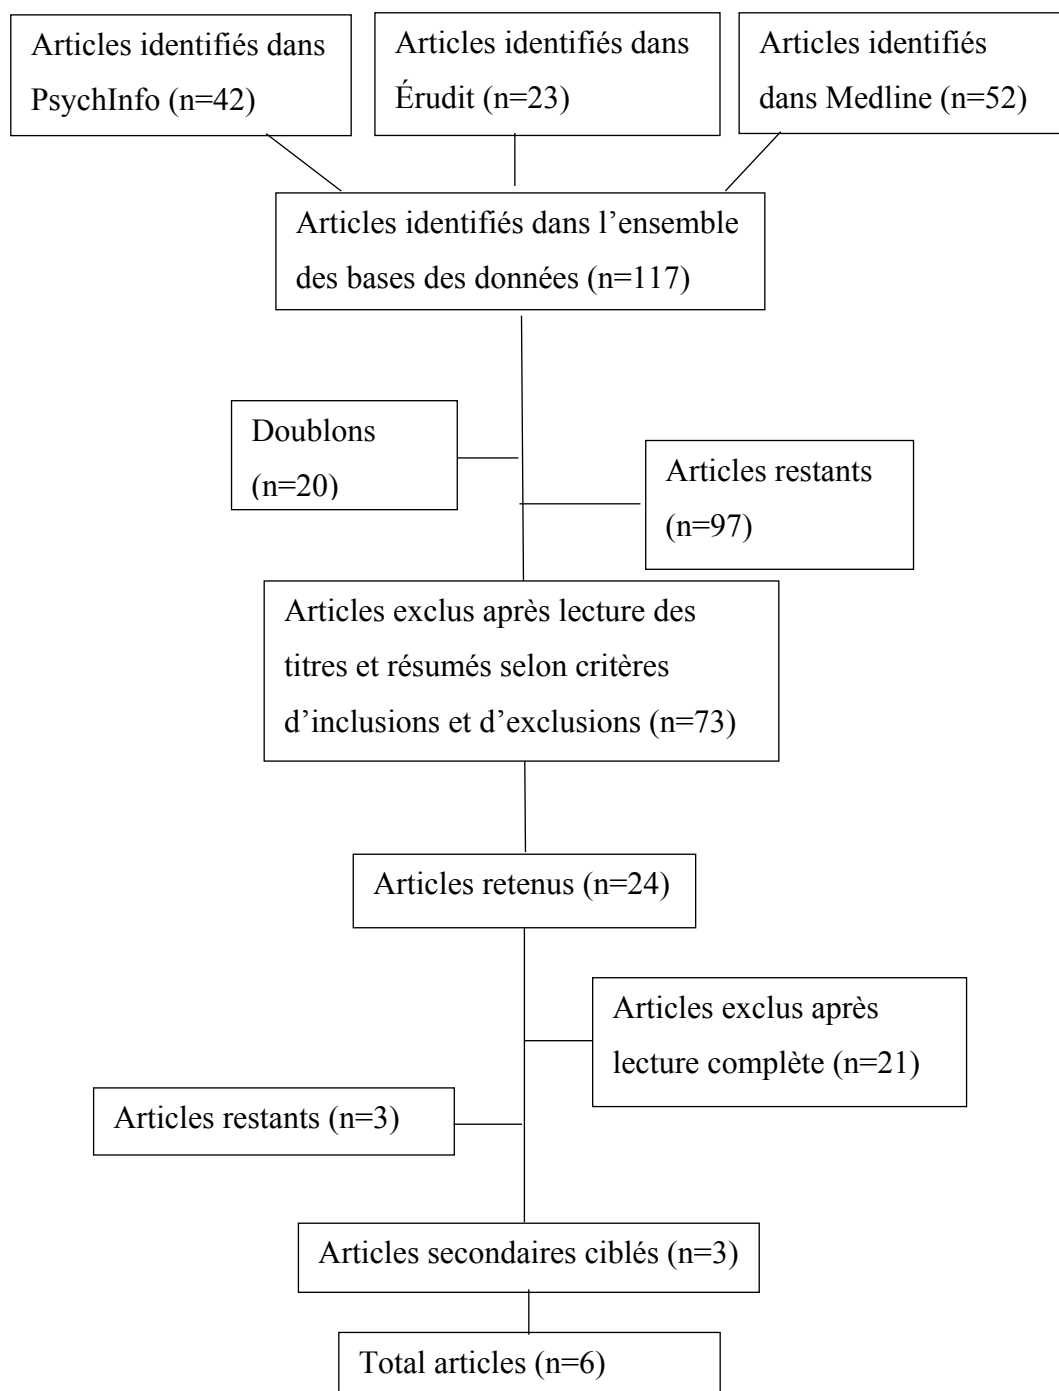 Articles identifiés dans
PsychInfo (n=42)
Articles identifiés dans
Érudit (n=23)
Articles identifiés
dans Medline (n=52)
Articles identifiés dans l’ensemble
des bases des données (n=117)
Doublons
(n=20)
Articles restants
(n=97)
Articles exclus après lecture des
titres et résumés selon critères
d’inclusions et d’exclusions (n=73)
Articles retenus (n=24)
Articles exclus après
lecture complète (n=21)
Articles restants (n=3)
Articles secondaires ciblés (n=3)
Total articles (n=6)